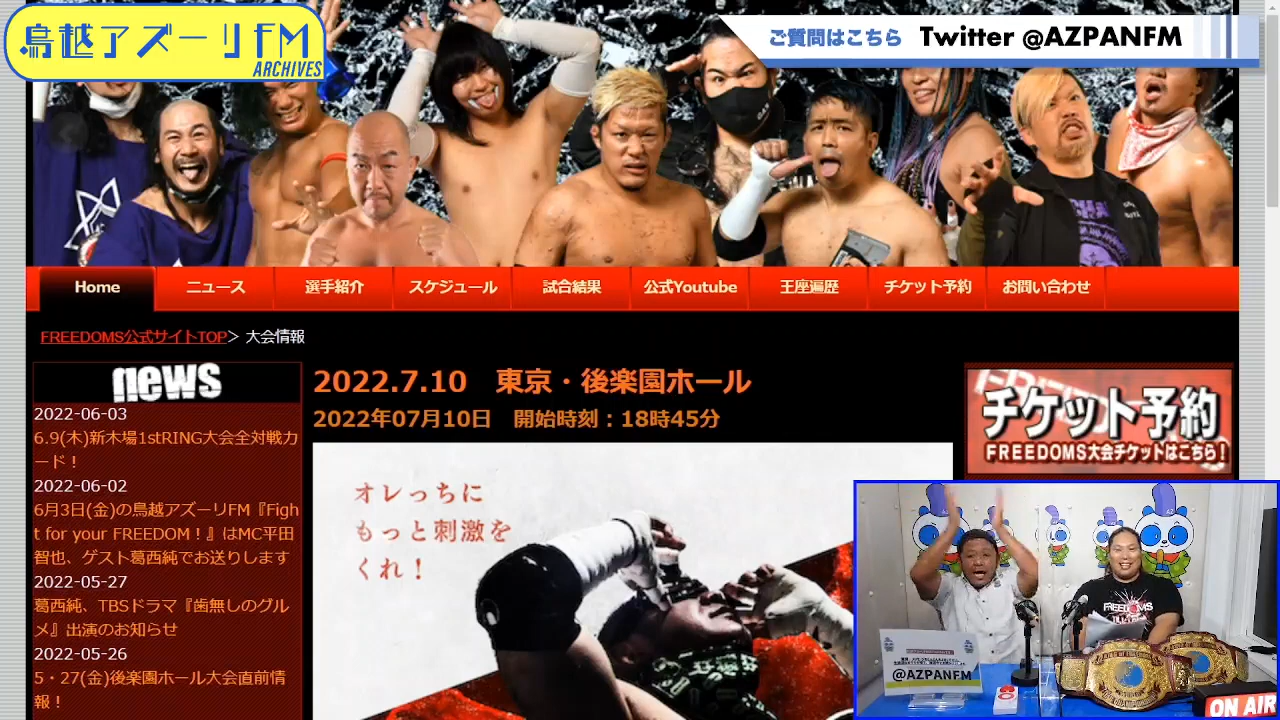 鳥越アズーリFM
ARCHIVES
ご質問はこちら Twitter @AZPANFM
Home ニュース 選手紹介 スケジュール 試合結果 公式Youtube 王座遍歴 チケット予約 お問い合わせ
FREEDOMS公式サイトTOP> 大会情報
news
2022-06-03
6.9(木)新木場1stRING大会全対戦カ
ード！
2022-06-02
6月3日(金)の鳥越アズーリFM『Figh
t for your FREEDOM！』はMC平田
智也、ゲスト葛西純でお送りします
2022-05-27
葛西純、TBSドラマ『歯無しのグル
メ』出演のお知らせ
2022-05-26
5・27(金)後楽園ホール大会直前情
報！
2022.7.10 東京・後楽園ホール
2022年07月10日 開始時刻：18時45分
オレっちに
もっと刺激を
くれ！
チケット予約
FREEDOMS大会チケットはこちら！
FREEDOMS
@AZPANFM
ON AIR